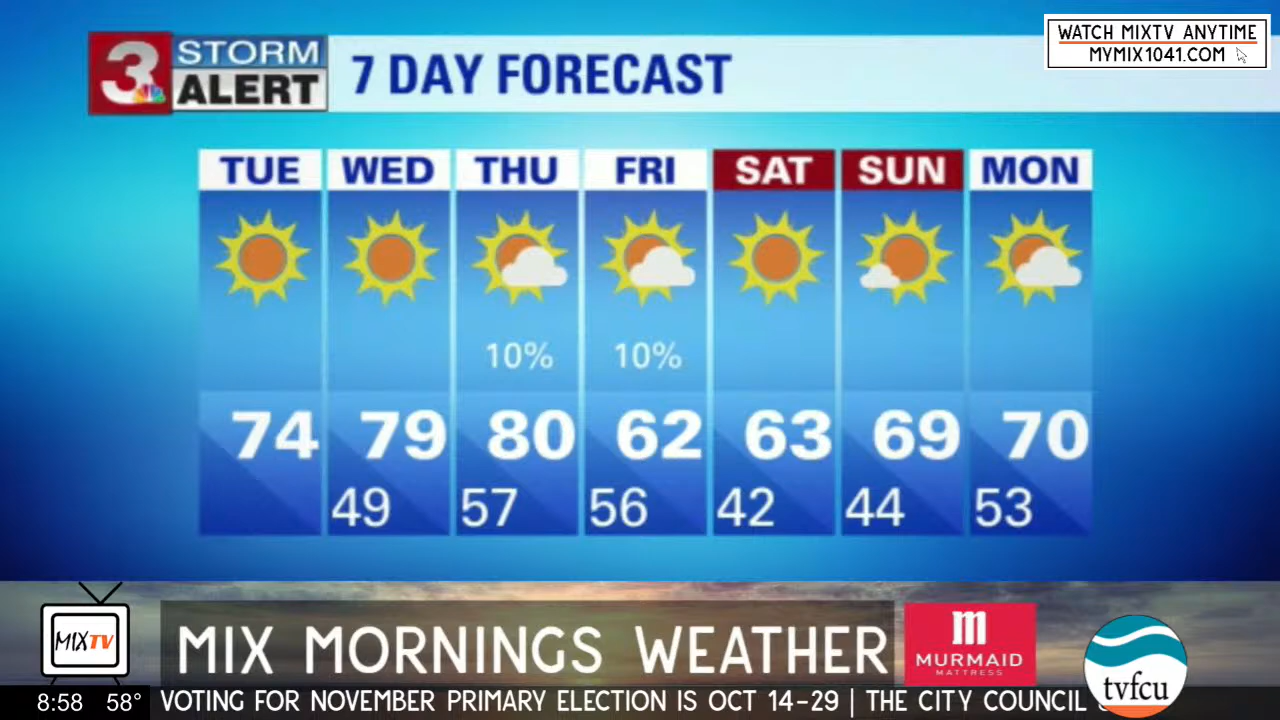 WATCH MIXTV ANYTIME
MYMIX1041.COM
3 STORM ALERT
7 DAY FORECAST
TUE WED THU FRI SAT SUN MON
10% 10%
74 79 80 62 63 69 70
49 57 56 42 44 53
MIXTV
MIX MORNINGS WEATHER
m
MURMAID
MATTRESS
tvfcu
8:58 58° VOTING FOR NOVEMBER PRIMARY ELECTION IS OCT 14-29 | THE CITY COUNCIL